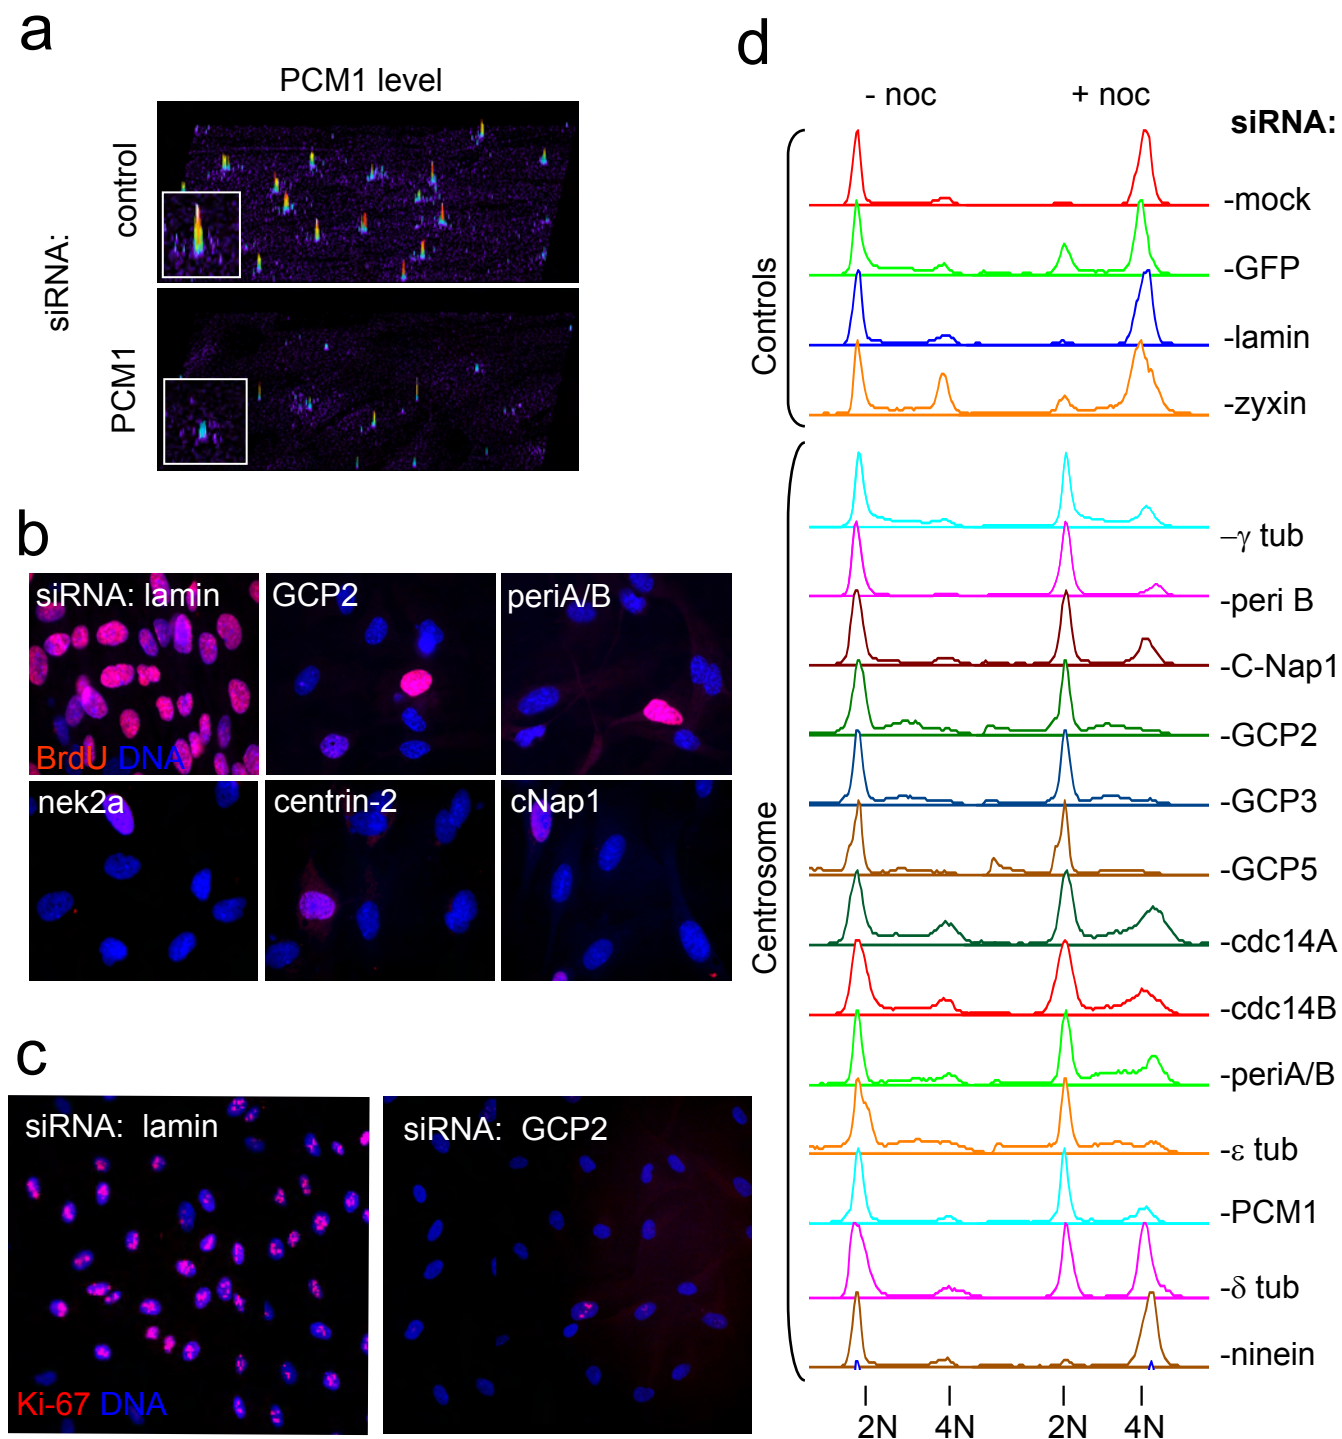 a
PCM1 level
siRNA:
control
PCM1
b
siRNA: lamin
BrdU DNA
GCP2
periA/B
nek2a
centrin-2
cNap1
c
siRNA: lamin
Ki-67 DNA
siRNA: GCP2
d
- noc
+ noc
siRNA:
Controls
-mock
-GFP
-lamin
-zyxin
Centrosome
–γ tub
-peri B
-C-Nap1
-GCP2
-GCP3
-GCP5
-cdc14A
-cdc14B
-periA/B
-ε tub
-PCM1
-δ tub
-ninein
2N 4N 2N 4N